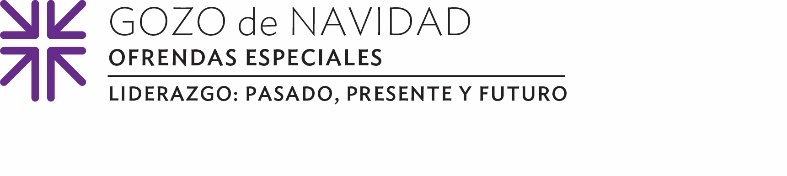 GOZO de NAVIDAD
OFRENDAS ESPECIALES
LIDERAZGO: PASADO, PRESENTE Y FUTURO